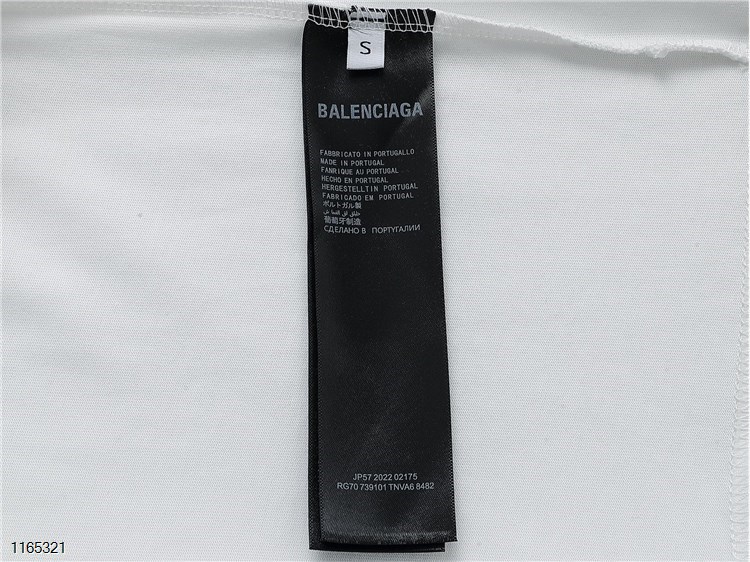 S
BALENCIAGA
FABBRICATO IN PORTUGALLO
MADE IN PORTUGAL
FANRIQUE AU PORTUGAL
HECHO EN PORTUGAL
HERGESTELLTIN PORTUGAL
FABRICADO EM PORTUGAL
ポルトガル製
葡萄牙制造
СДЕЛАНО В ПОРТУГАЛИИ
JP57 2022 02175
RG70 739101 TNVA6 8482
1165321